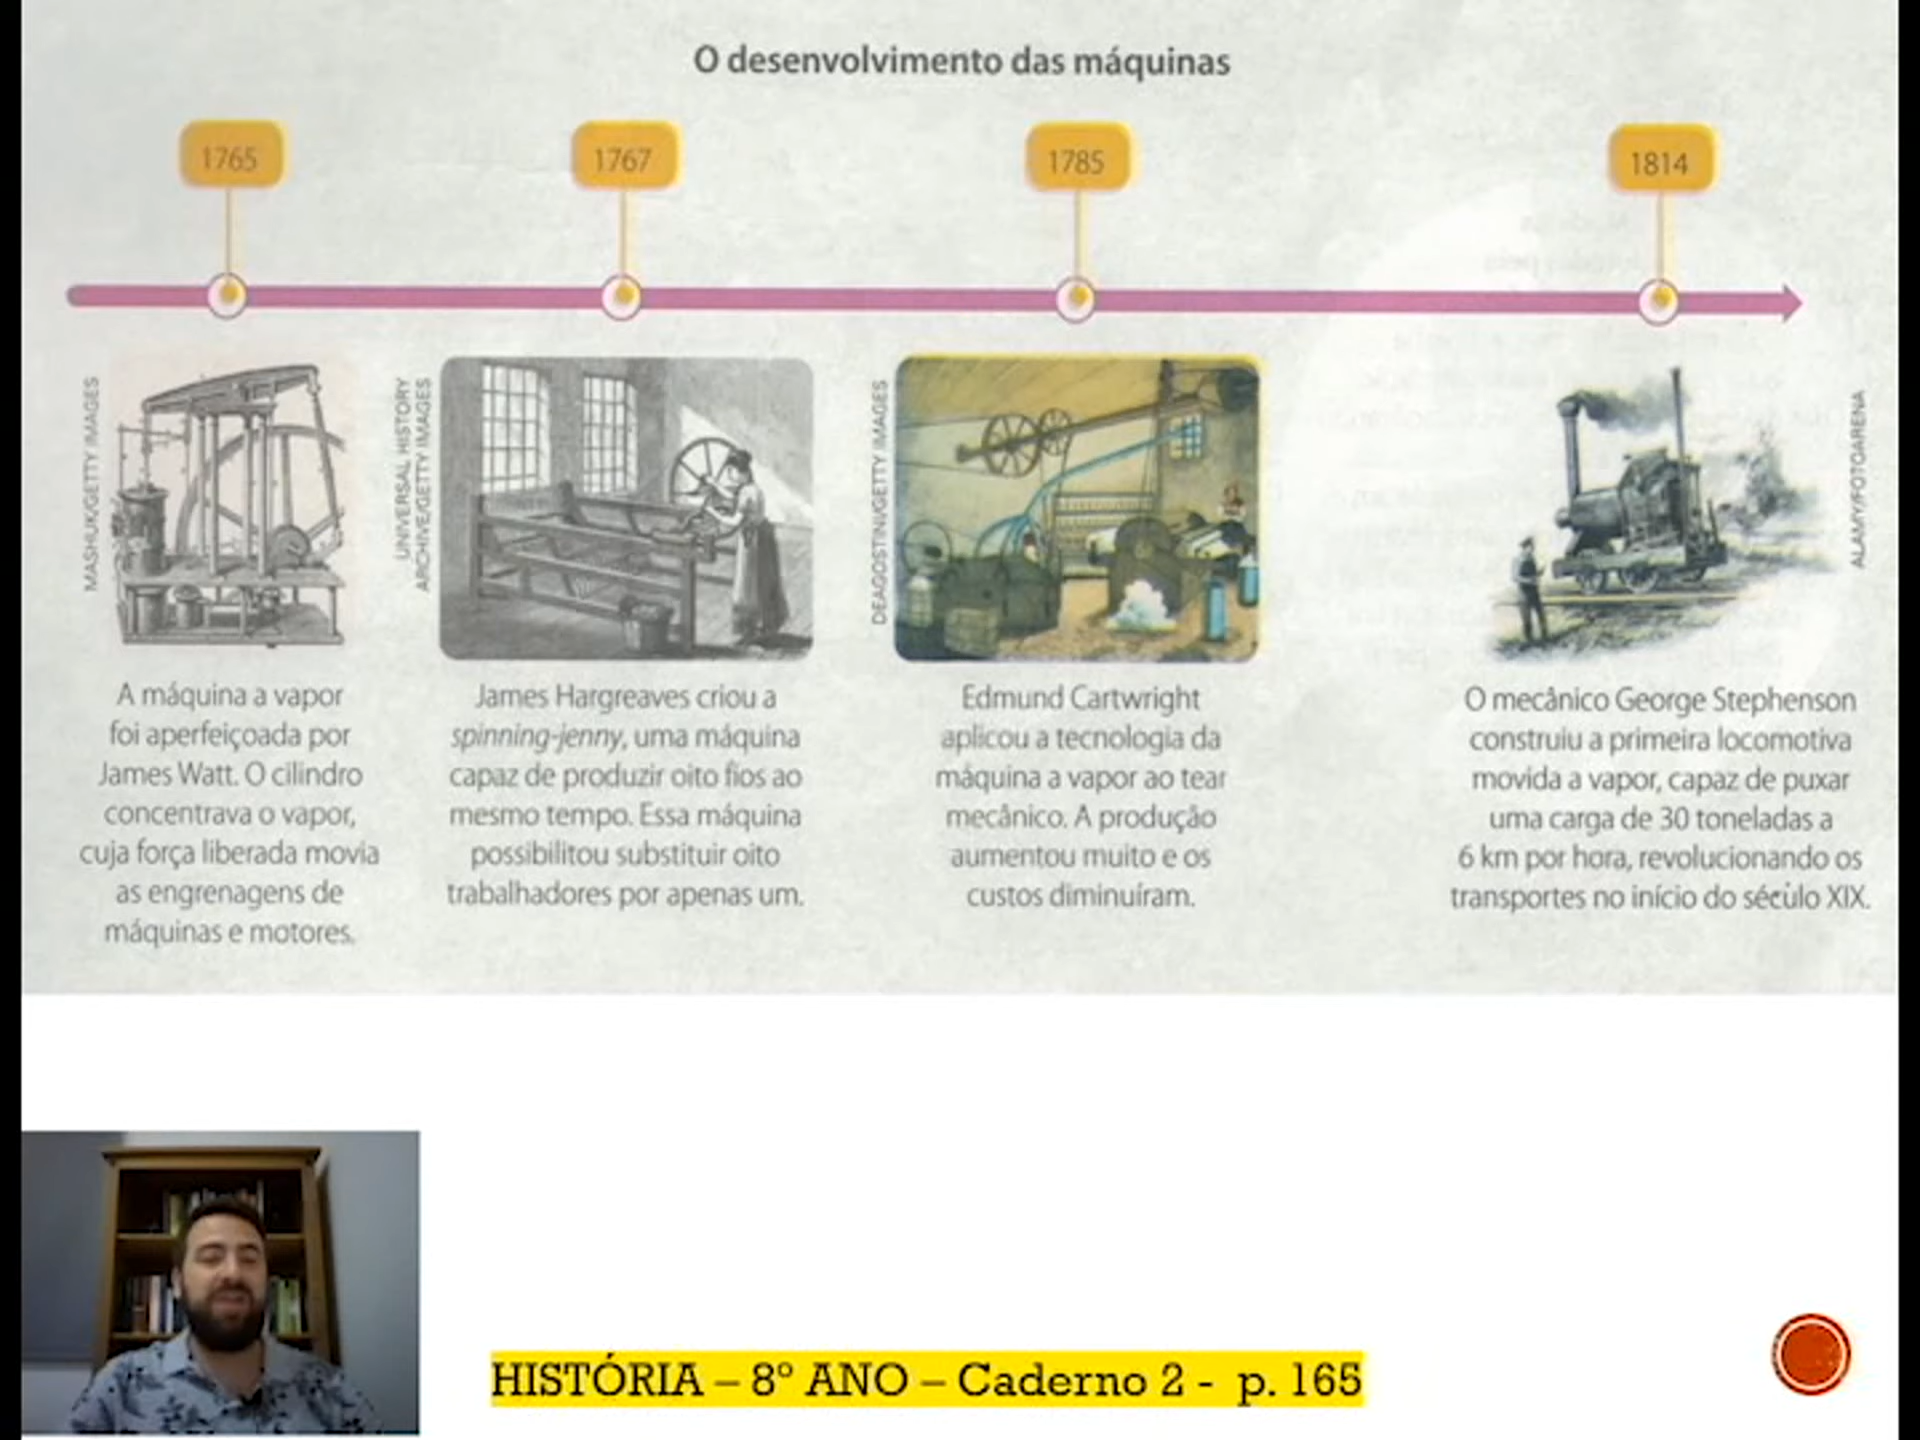 O desenvolvimento das máquinas
1765
1767
1785
1814
MASHUK/GETTY IMAGES
UNIVERSAL HISTORY
ARCHIVE/GETTY IMAGES
DEAGOSTINI/GETTY IMAGES
ALAMY/FOTOARENA
A máquina a vapor
foi aperfeiçoada por
James Watt. O cilindro
concentrava o vapor,
cuja força liberada movia
as engrenagens de
máquinas e motores.
James Hargreaves criou a
spinning-jenny, uma máquina
capaz de produzir oito fios ao
mesmo tempo. Essa máquina
possibilitou substituir oito
trabalhadores por apenas um.
Edmund Cartwright
aplicou a tecnologia da
máquina a vapor ao tear
mecânico. A produção
aumentou muito e os
custos diminuíram.
O mecânico George Stephenson
construiu a primeira locomotiva
movida a vapor, capaz de puxar
uma carga de 30 toneladas a
6 km por hora, revolucionando os
transportes no início do século XIX.
HISTÓRIA – 8º ANO – Caderno 2 - p. 165